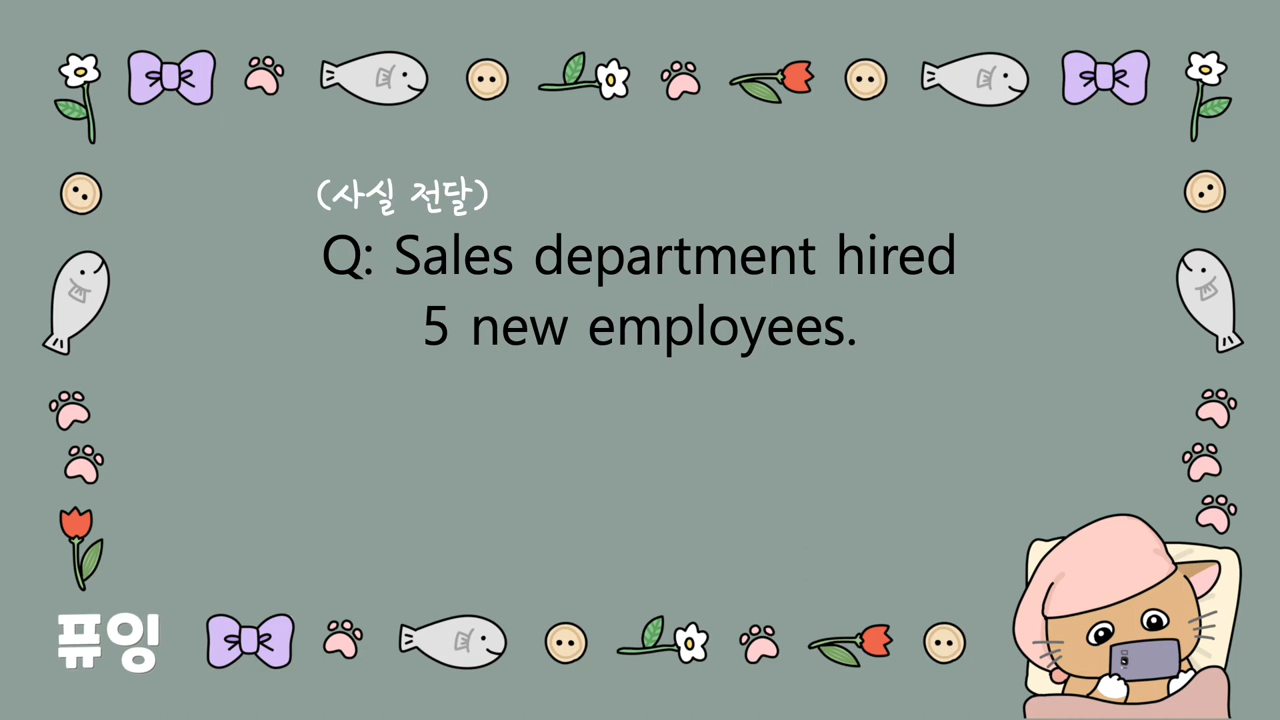 (사실 전달)
Q: Sales department hired
5 new employees.
퓨잉